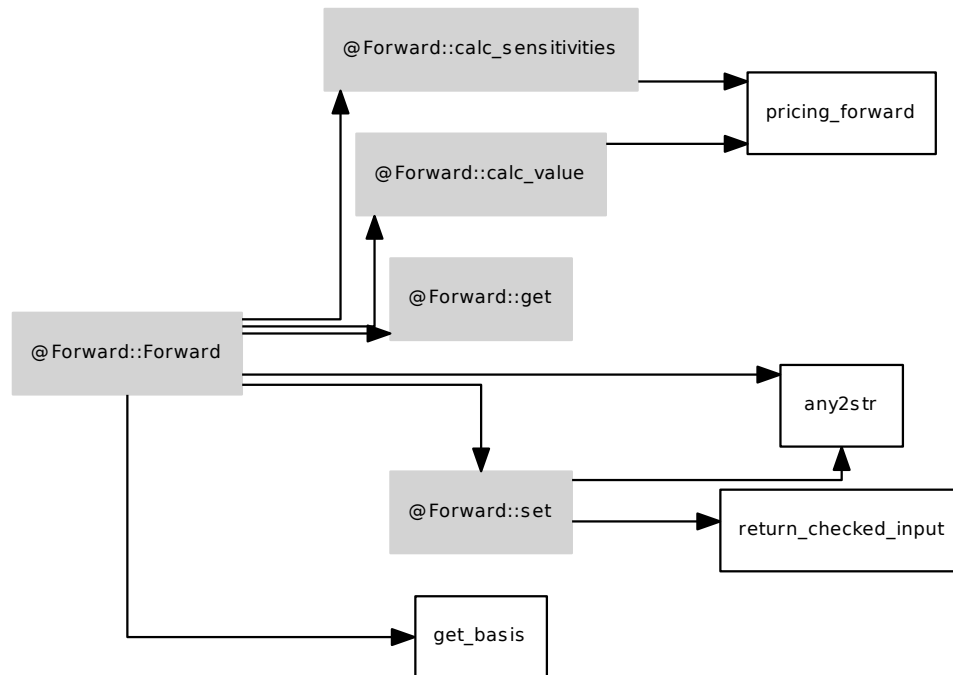 @Forward::calc_sensitivities
pricing_forward
@Forward::calc_value
@Forward::get
@Forward::Forward
any2str
@Forward::set
return_checked_input
get_basis